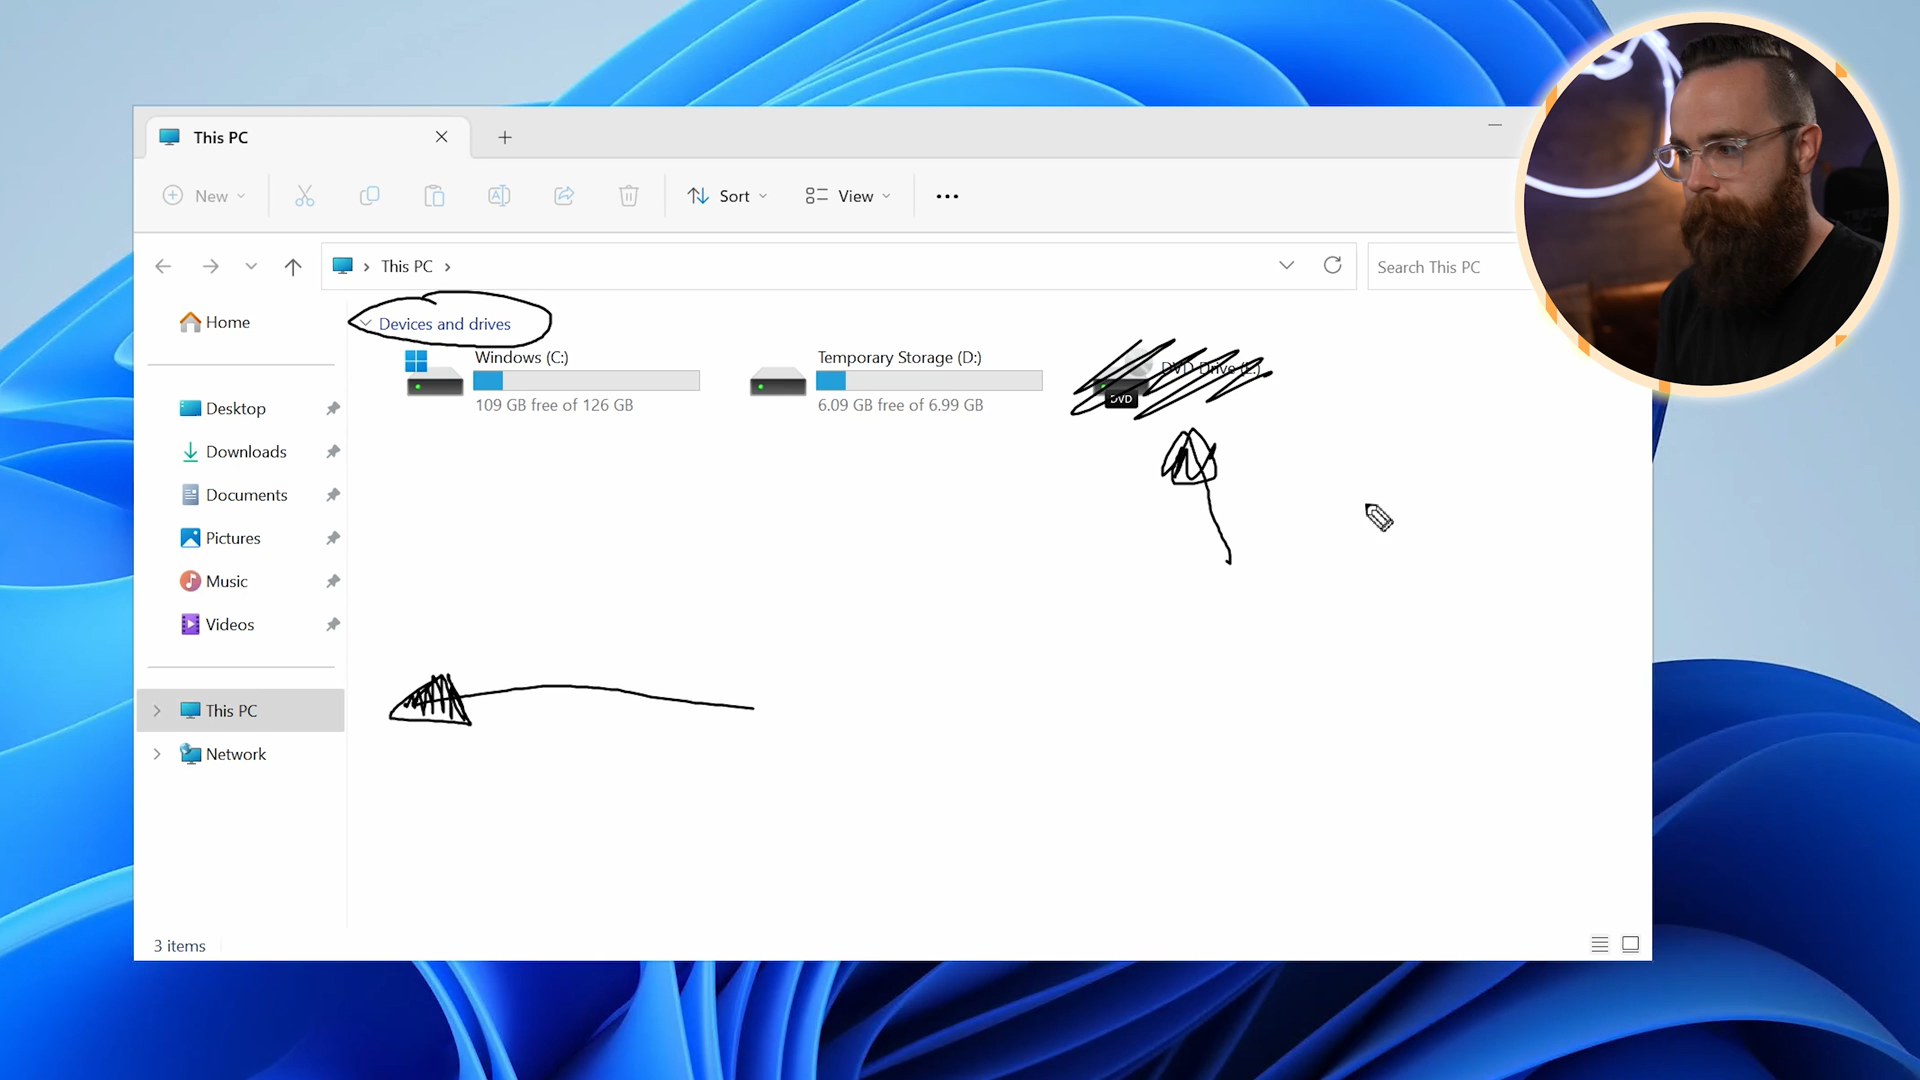 This PC
New
Sort
View
This PC
Search This PC
Home
Devices and drives
Windows (C:)
109 GB free of 126 GB
Temporary Storage (D:)
6.09 GB free of 6.99 GB
DVD Drive (E:)
DVD
Desktop
Downloads
Documents
Pictures
Music
Videos
This PC
Network
3 items